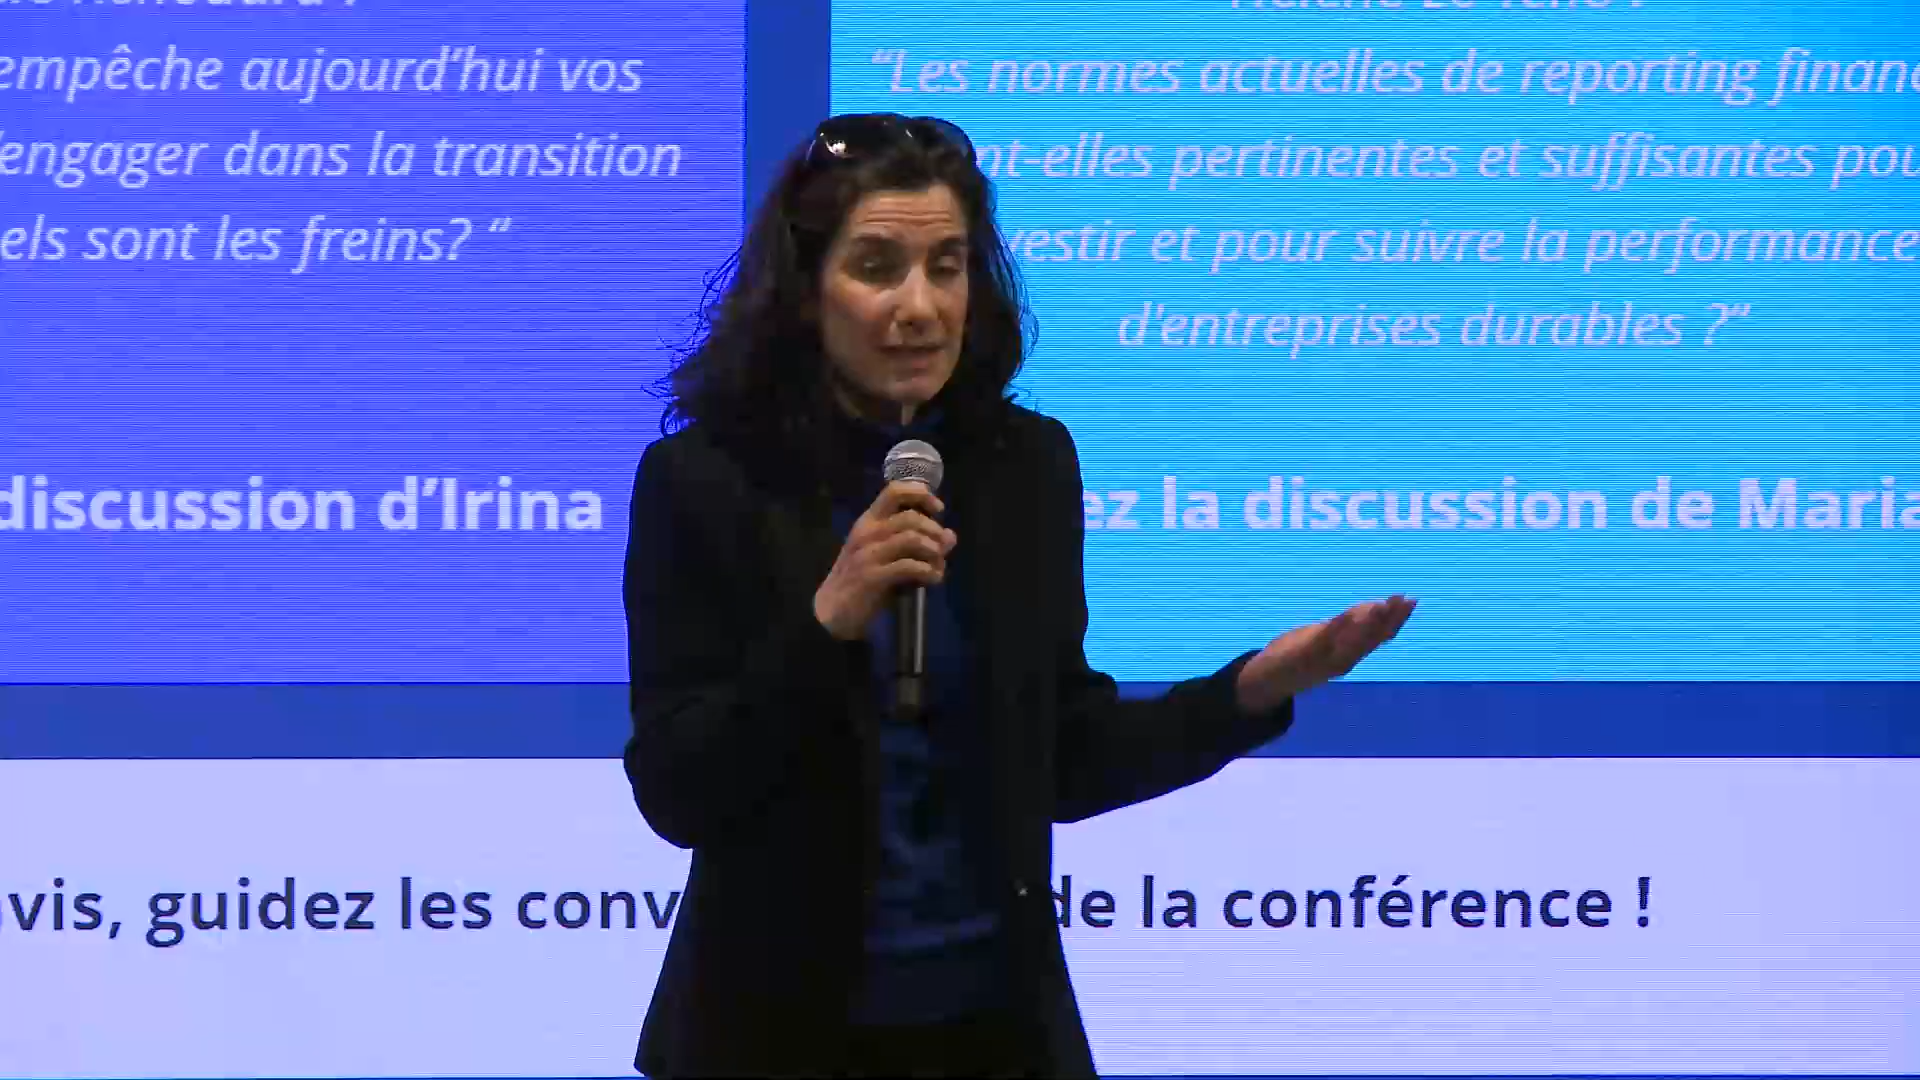 empêche aujourd'hui vos
'engager dans la transition
els sont les freins? "
discussion d'Irina
"Les normes actuelles de reporting financ
nt-elles pertinentes et suffisantes pou
vestir et pour suivre la performance
d'entreprises durables ?"
ez la discussion de Maria
avis, guidez les conv de la conférence !